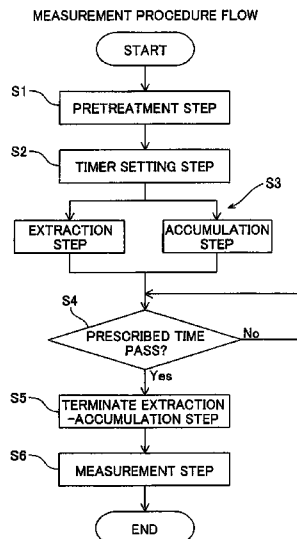 MEASUREMENT PROCEDURE FLOW
START
S1
PRETREATMENT STEP
S2
TIMER SETTING STEP
S3
EXTRACTION
STEP
ACCUMULATION
STEP
S4
PRESCRIBED TIME
PASS?
No
Yes
S5
TERMINATE EXTRACTION
-ACCUMULATION STEP
S6
MEASUREMENT STEP
END